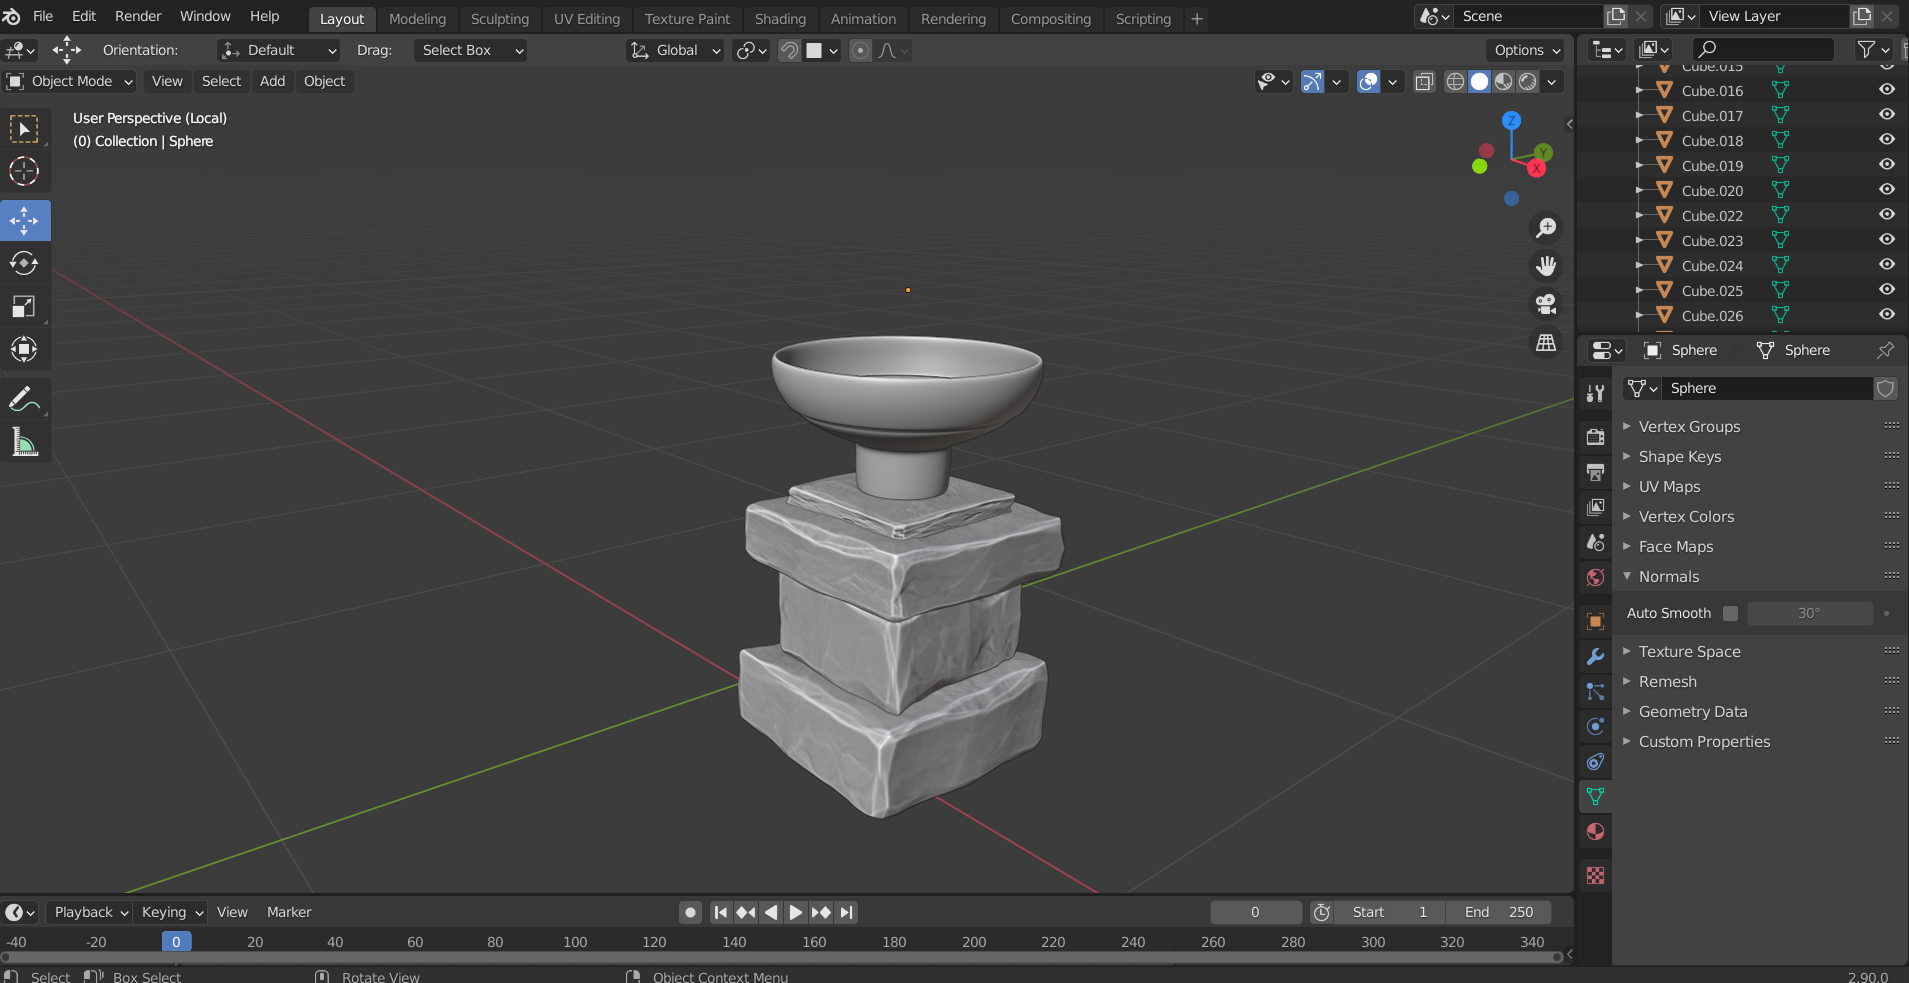 File Edit Render Window Help Layout Modeling Sculpting UV Editing Texture Paint Shading Animation Rendering Compositing Scripting + Scene View Layer
Orientation: Default Drag: Select Box Global Options
Object Mode View Select Add Object
User Perspective (Local)
(0) Collection | Sphere
Z
Y
X
Cube.015
Cube.016
Cube.017
Cube.018
Cube.019
Cube.020
Cube.022
Cube.023
Cube.024
Cube.025
Cube.026
Sphere Sphere
Sphere
Vertex Groups
Shape Keys
UV Maps
Vertex Colors
Face Maps
Normals
Auto Smooth 30°
Texture Space
Remesh
Geometry Data
Custom Properties
Playback Keying View Marker 0 Start 1 End 250
-40 -20 0 20 40 60 80 100 120 140 160 180 200 220 240 260 280 300 320 340
Select Box Select Rotate View Object Context Menu 2.90.0